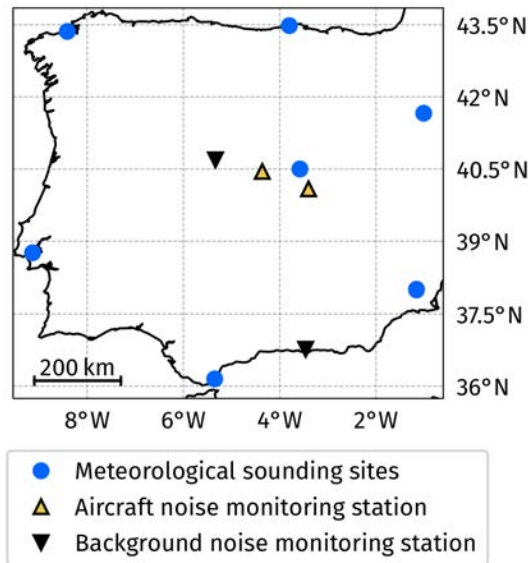 43.5°N
42°N
40.5°N
39°N
37.5°N
36°N
200 km
8°W
6°W
4°W
2°W
Meteorological sounding sites
Aircraft noise monitoring station
Background noise monitoring station